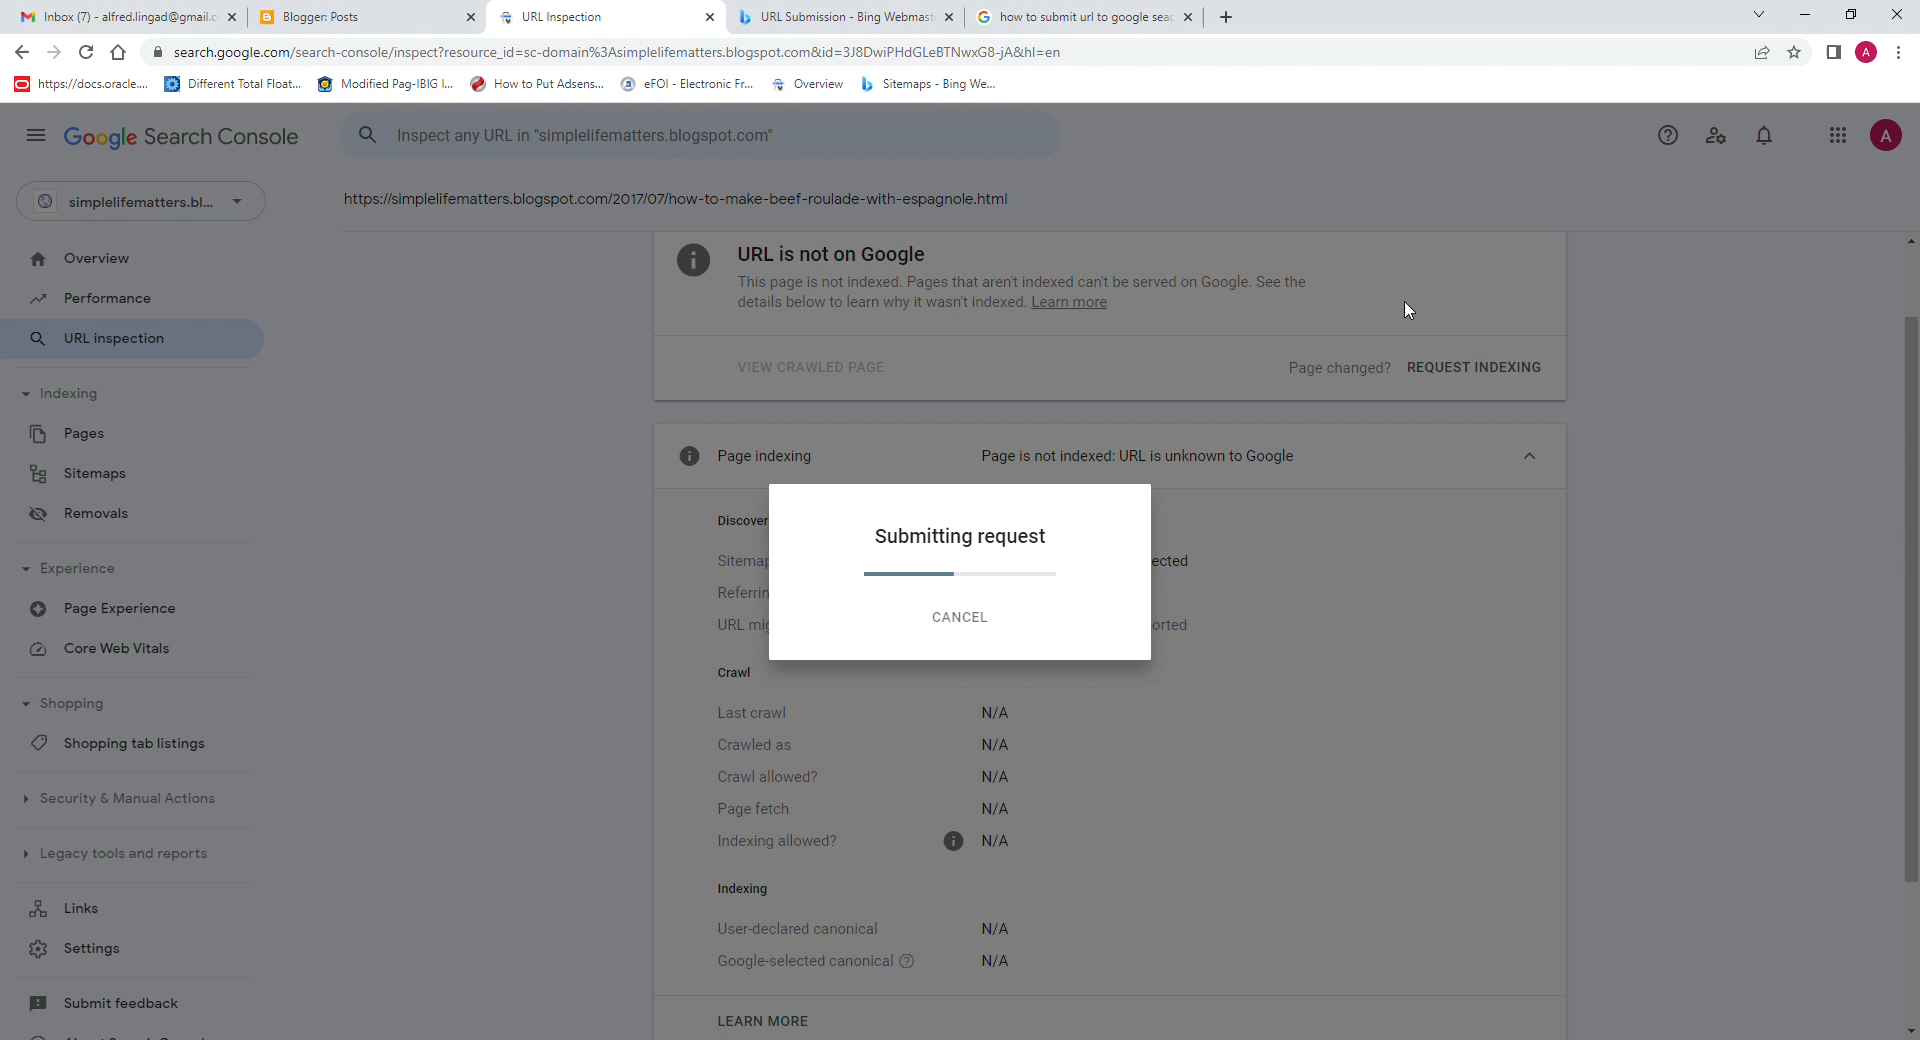 Inbox (7) - alfred.lingad@gmail.c
Blogger: Posts
URL Inspection
URL Submission - Bing Webmast
how to submit url to google seac
search.google.com/search-console/inspect?resource_id=sc-domain%3Asimplelifematters.blogspot.com&id=3J8DwiPHdGLeBTNwxG8-jA&hl=en
A
https://docs.oracle....
Different Total Float...
Modified Pag-IBIG I...
How to Put Adsens...
eFOI - Electronic Fr...
Overview
Sitemaps - Bing We...
Google Search Console
Inspect any URL in "simplelifematters.blogspot.com"
A
simplelifematters.bl...
https://simplelifematters.blogspot.com/2017/07/how-to-make-beef-roulade-with-espagnole.html
Overview
Performance
URL inspection
Indexing
Pages
Sitemaps
Removals
Experience
Page Experience
Core Web Vitals
Shopping
Shopping tab listings
Security & Manual Actions
Legacy tools and reports
Links
Settings
Submit feedback
URL is not on Google
This page is not indexed. Pages that aren't indexed can't be served on Google. See the
details below to learn why it wasn't indexed. Learn more
VIEW CRAWLED PAGE
Page changed? REQUEST INDEXING
Page indexing
Page is not indexed: URL is unknown to Google
Discover
Sitemap
ected
Referrin
URL mig
orted
Submitting request
CANCEL
Crawl
Last crawl N/A
Crawled as N/A
Crawl allowed? N/A
Page fetch N/A
Indexing allowed? N/A
Indexing
User-declared canonical N/A
Google-selected canonical N/A
LEARN MORE